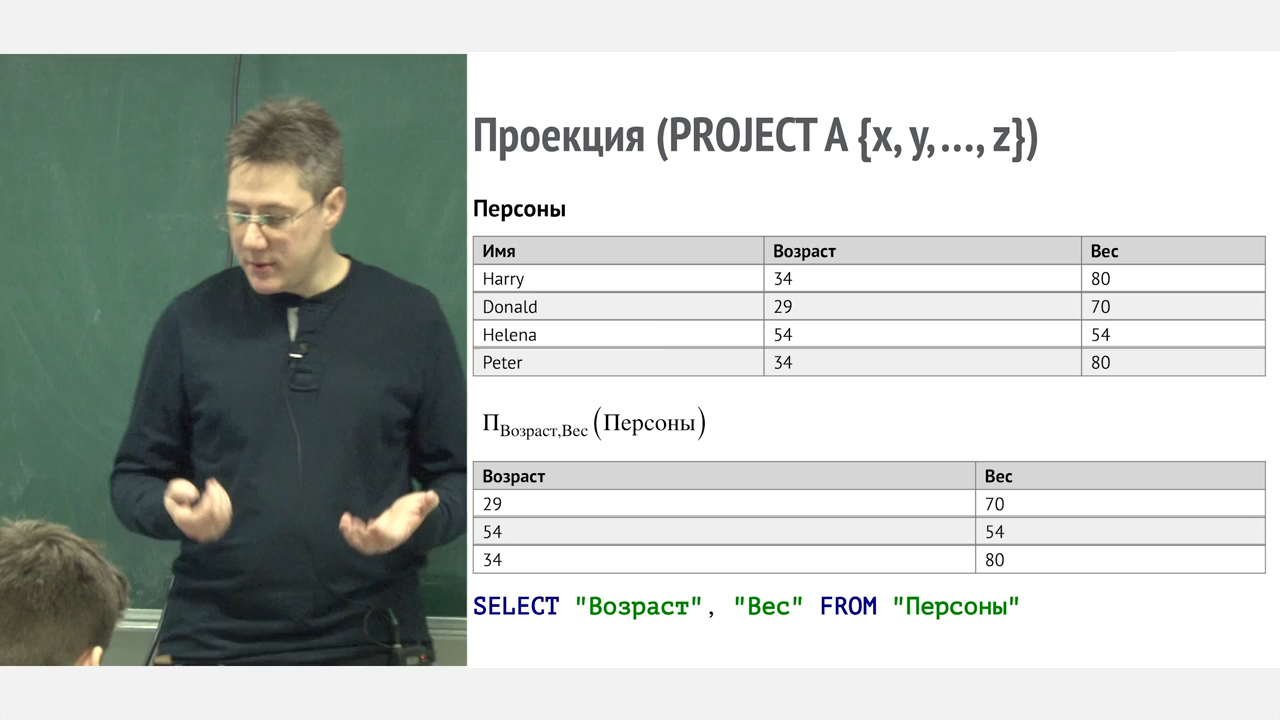 Проекция (PROJECT A {x, y, …, z})
Персоны
Имя Возраст Вес
Harry 34 80
Donald 29 70
Helena 54 54
Peter 34 80
Π Возраст,Вес (Персоны)
Возраст Вес
29 70
54 54
34 80
SELECT "Возраст", "Вес" FROM "Персоны"